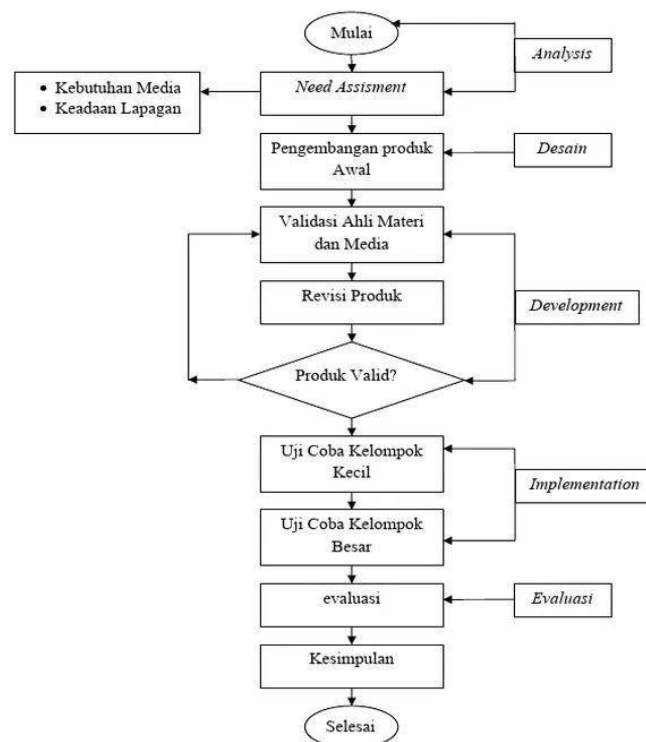 Mulai
Analysis
• Kebutuhan Media
• Keadaan Lapagan
Need Assisment
Pengembangan produk
Awal
Desain
Validasi Ahli Materi
dan Media
Revisi Produk
Development
Produk Valid?
Uji Coba Kelompok
Kecil
Implementation
Uji Coba Kelompok
Besar
evaluasi
Evaluasi
Kesimpulan
Selesai